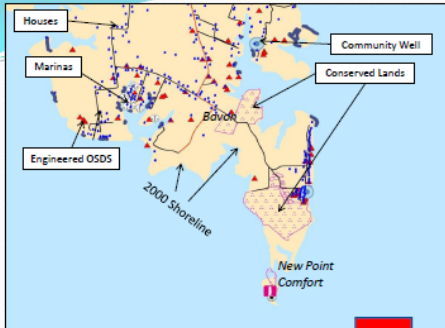 Houses
Community Well
Marinas
Conserved Lands
Bavon
Engineered OSDS
2000 Shoreline
New Point
Comfort